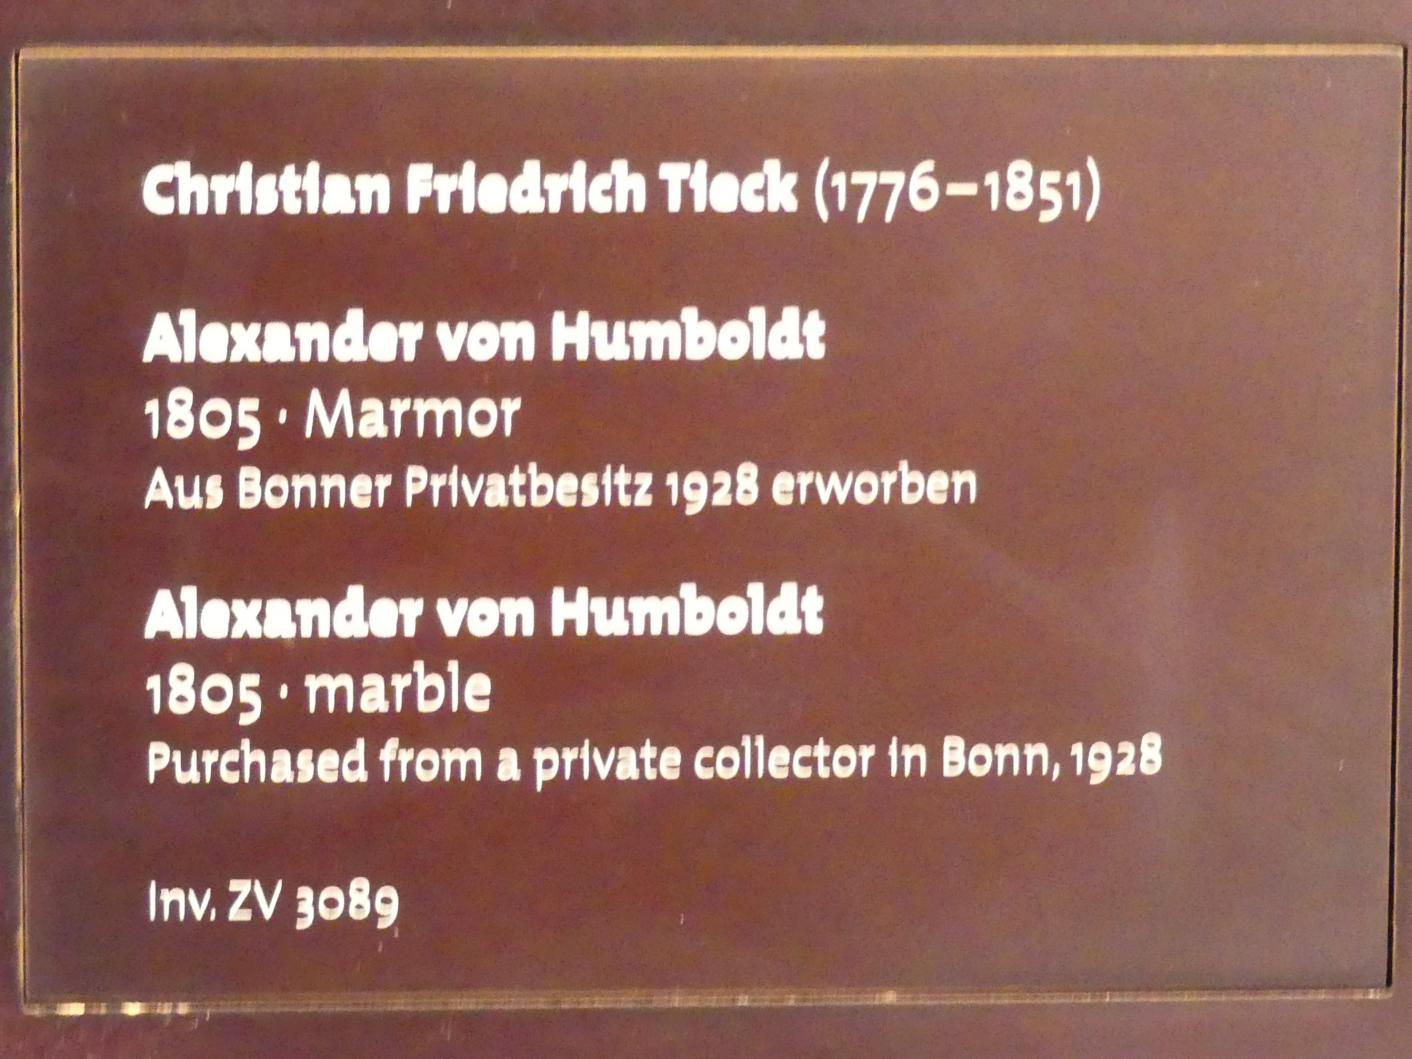 Christian Friedrich Tieck (1776–1851)
Alexander von Humboldt
1805 · Marmor
Aus Bonner Privatbesitz 1928 erworben
Alexander von Humboldt
1805 · marble
Purchased from a private collector in Bonn, 1928
Inv. ZV 3089